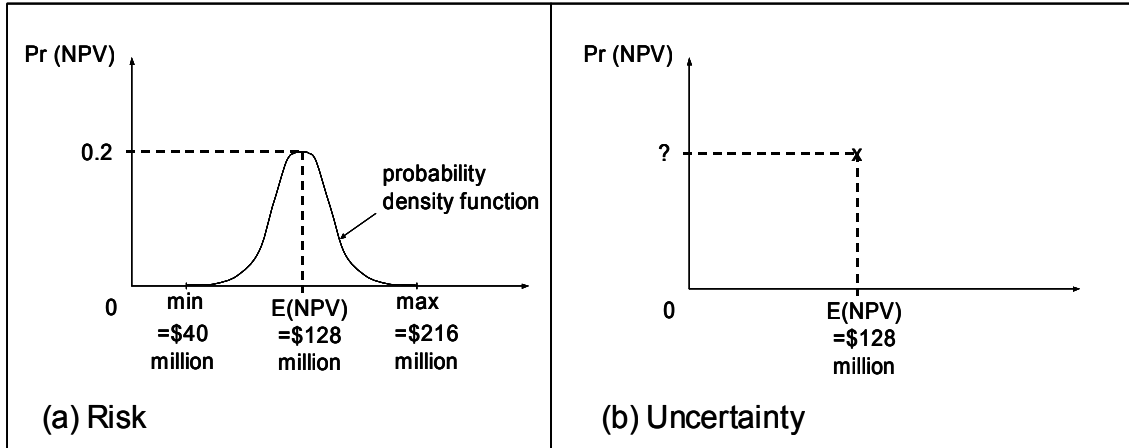 Pr (NPV)
0.2
probability
density function
0
min
=$40
million
E(NPV)
=$128
million
max
=$216
million
(a) Risk
Pr (NPV)
?
x
0
E(NPV)
=$128
million
(b) Uncertainty